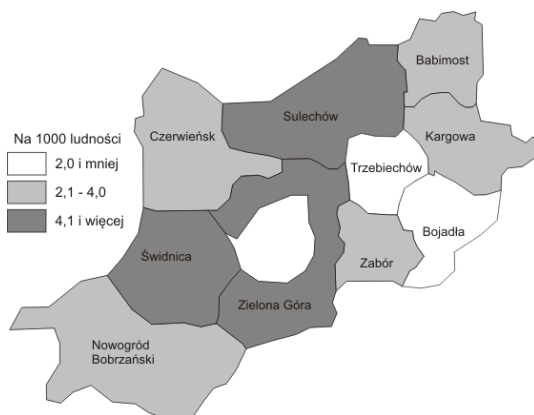 Babimost
Sulechów
Czerwieńsk
Kargowa
Na 1000 ludności
2,0 i mniej
2,1 - 4,0
4,1 i więcej
Trzebiechów
Bojadła
Świdnica
Zabór
Zielona Góra
Nowogród
Bobrzański